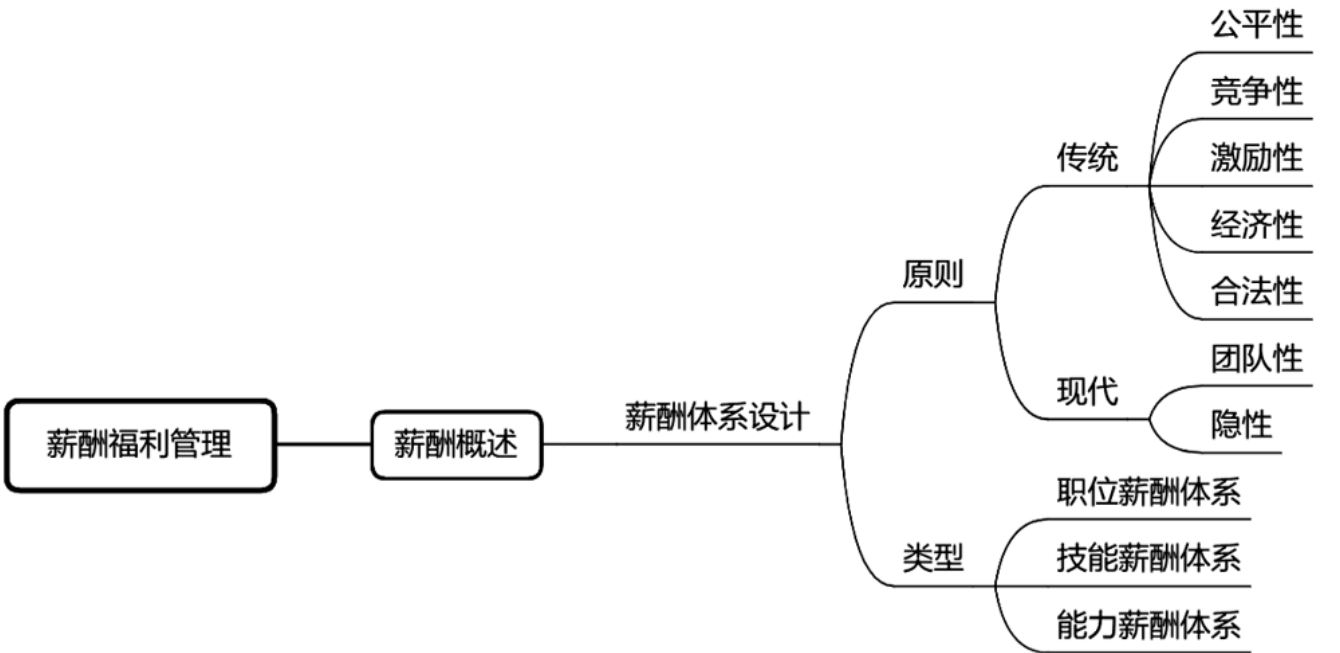 薪酬福利管理
薪酬概述
薪酬体系设计
原则
传统
公平性
竞争性
激励性
经济性
合法性
现代
团队性
隐性
类型
职位薪酬体系
技能薪酬体系
能力薪酬体系